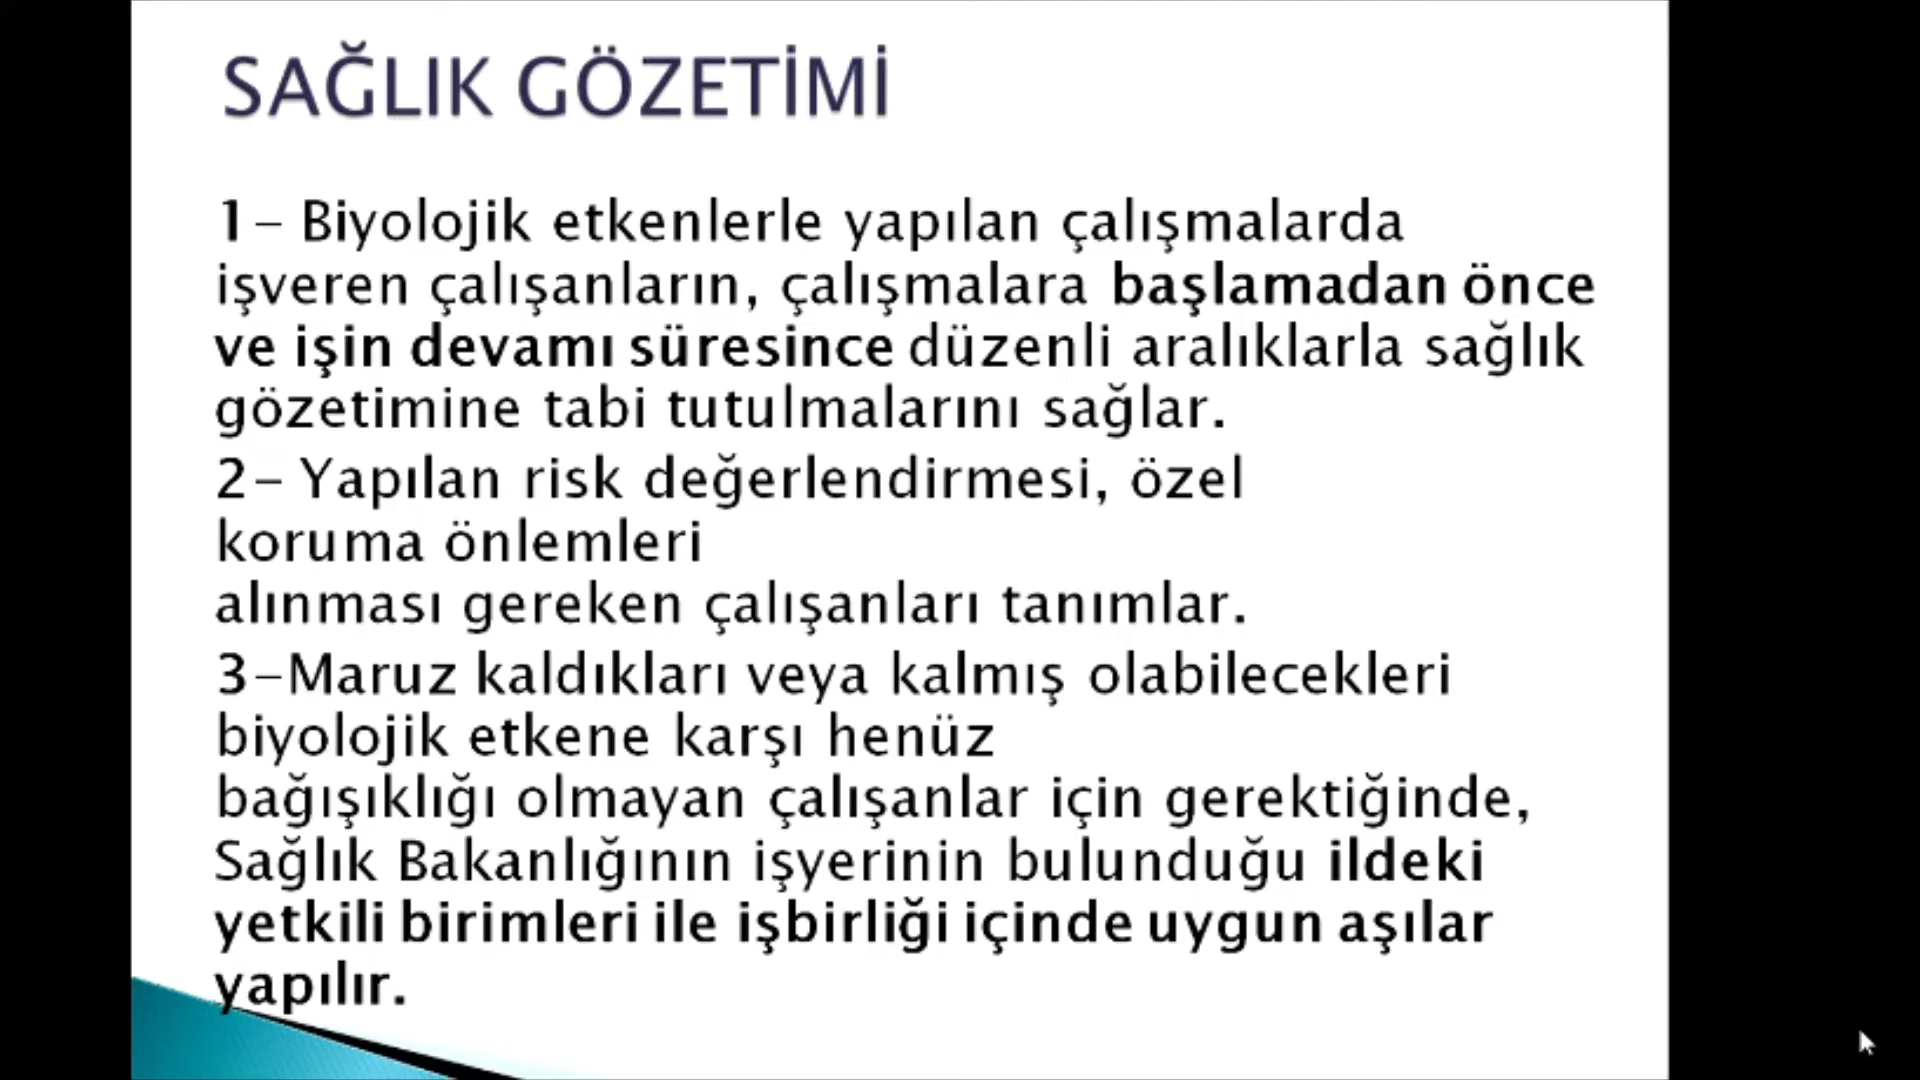 SAĞLIK GÖZETİMİ
1- Biyolojik etkenlerle yapılan çalışmalarda
işveren çalışanların, çalışmalara başlamadan önce
ve işin devamı süresince düzenli aralıklarla sağlık
gözetimine tabi tutulmalarını sağlar.
2- Yapılan risk değerlendirmesi, özel
koruma önlemleri
alınması gereken çalışanları tanımlar.
3-Maruz kaldıkları veya kalmış olabilecekleri
biyolojik etkene karşı henüz
bağışıklığı olmayan çalışanlar için gerektiğinde,
Sağlık Bakanlığının işyerinin bulunduğu ildeki
yetkili birimleri ile işbirliği içinde uygun aşılar
yapılır.